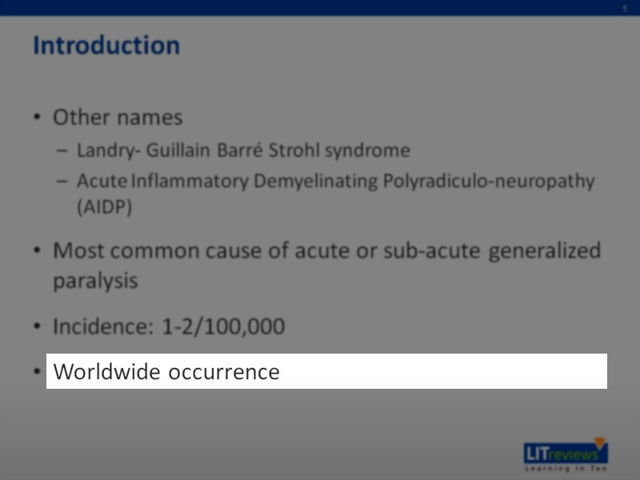 5
Introduction
• Other names
– Landry- Guillain Barré Strohl syndrome
– Acute Inflammatory Demyelinating Polyradiculo-neuropathy
(AIDP)
• Most common cause of acute or sub-acute generalized
paralysis
• Incidence: 1-2/100,000
• Worldwide occurrence
LITreviews
Learning In Ten